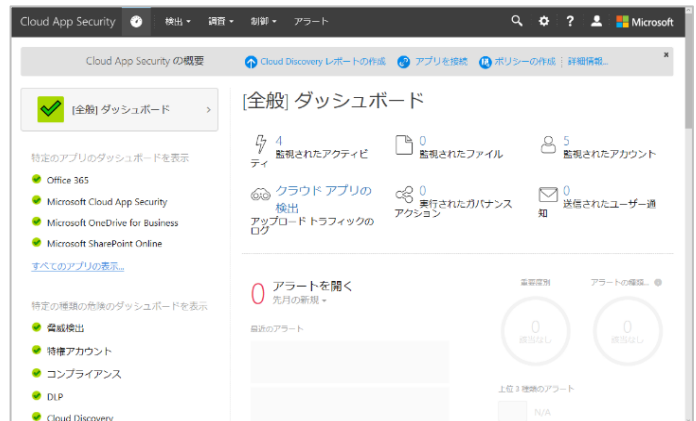 Cloud App Security 検出 調査 制御 アラート ? Microsoft
Cloud App Security の概要 Cloud Discovery レポートの作成 アプリを接続 ポリシーの作成 詳細情報...
[全般] ダッシュボード
特定のアプリのダッシュボードを表示
Office 365
Microsoft Cloud App Security
Microsoft OneDrive for Business
Microsoft SharePoint Online
すべてのアプリの表示...
特定の種類の危険のダッシュボードを表示
脅威検出
特権アカウント
コンプライアンス
DLP
Cloud Discovery
[全般] ダッシュボード
4
監視されたアクティビ
ティ
0
監視されたファイル
5
監視されたアカウント
クラウド アプリの
検出
アップロード トラフィックの
ログ
0
実行されたガバナンス
アクション
0
送信されたユーザー通
知
0 アラートを開く
先月の新規
最近のアラート
重要度別
アラートの種類...
0
該当なし
0
該当なし
上位 3 種類のアラート
N/A